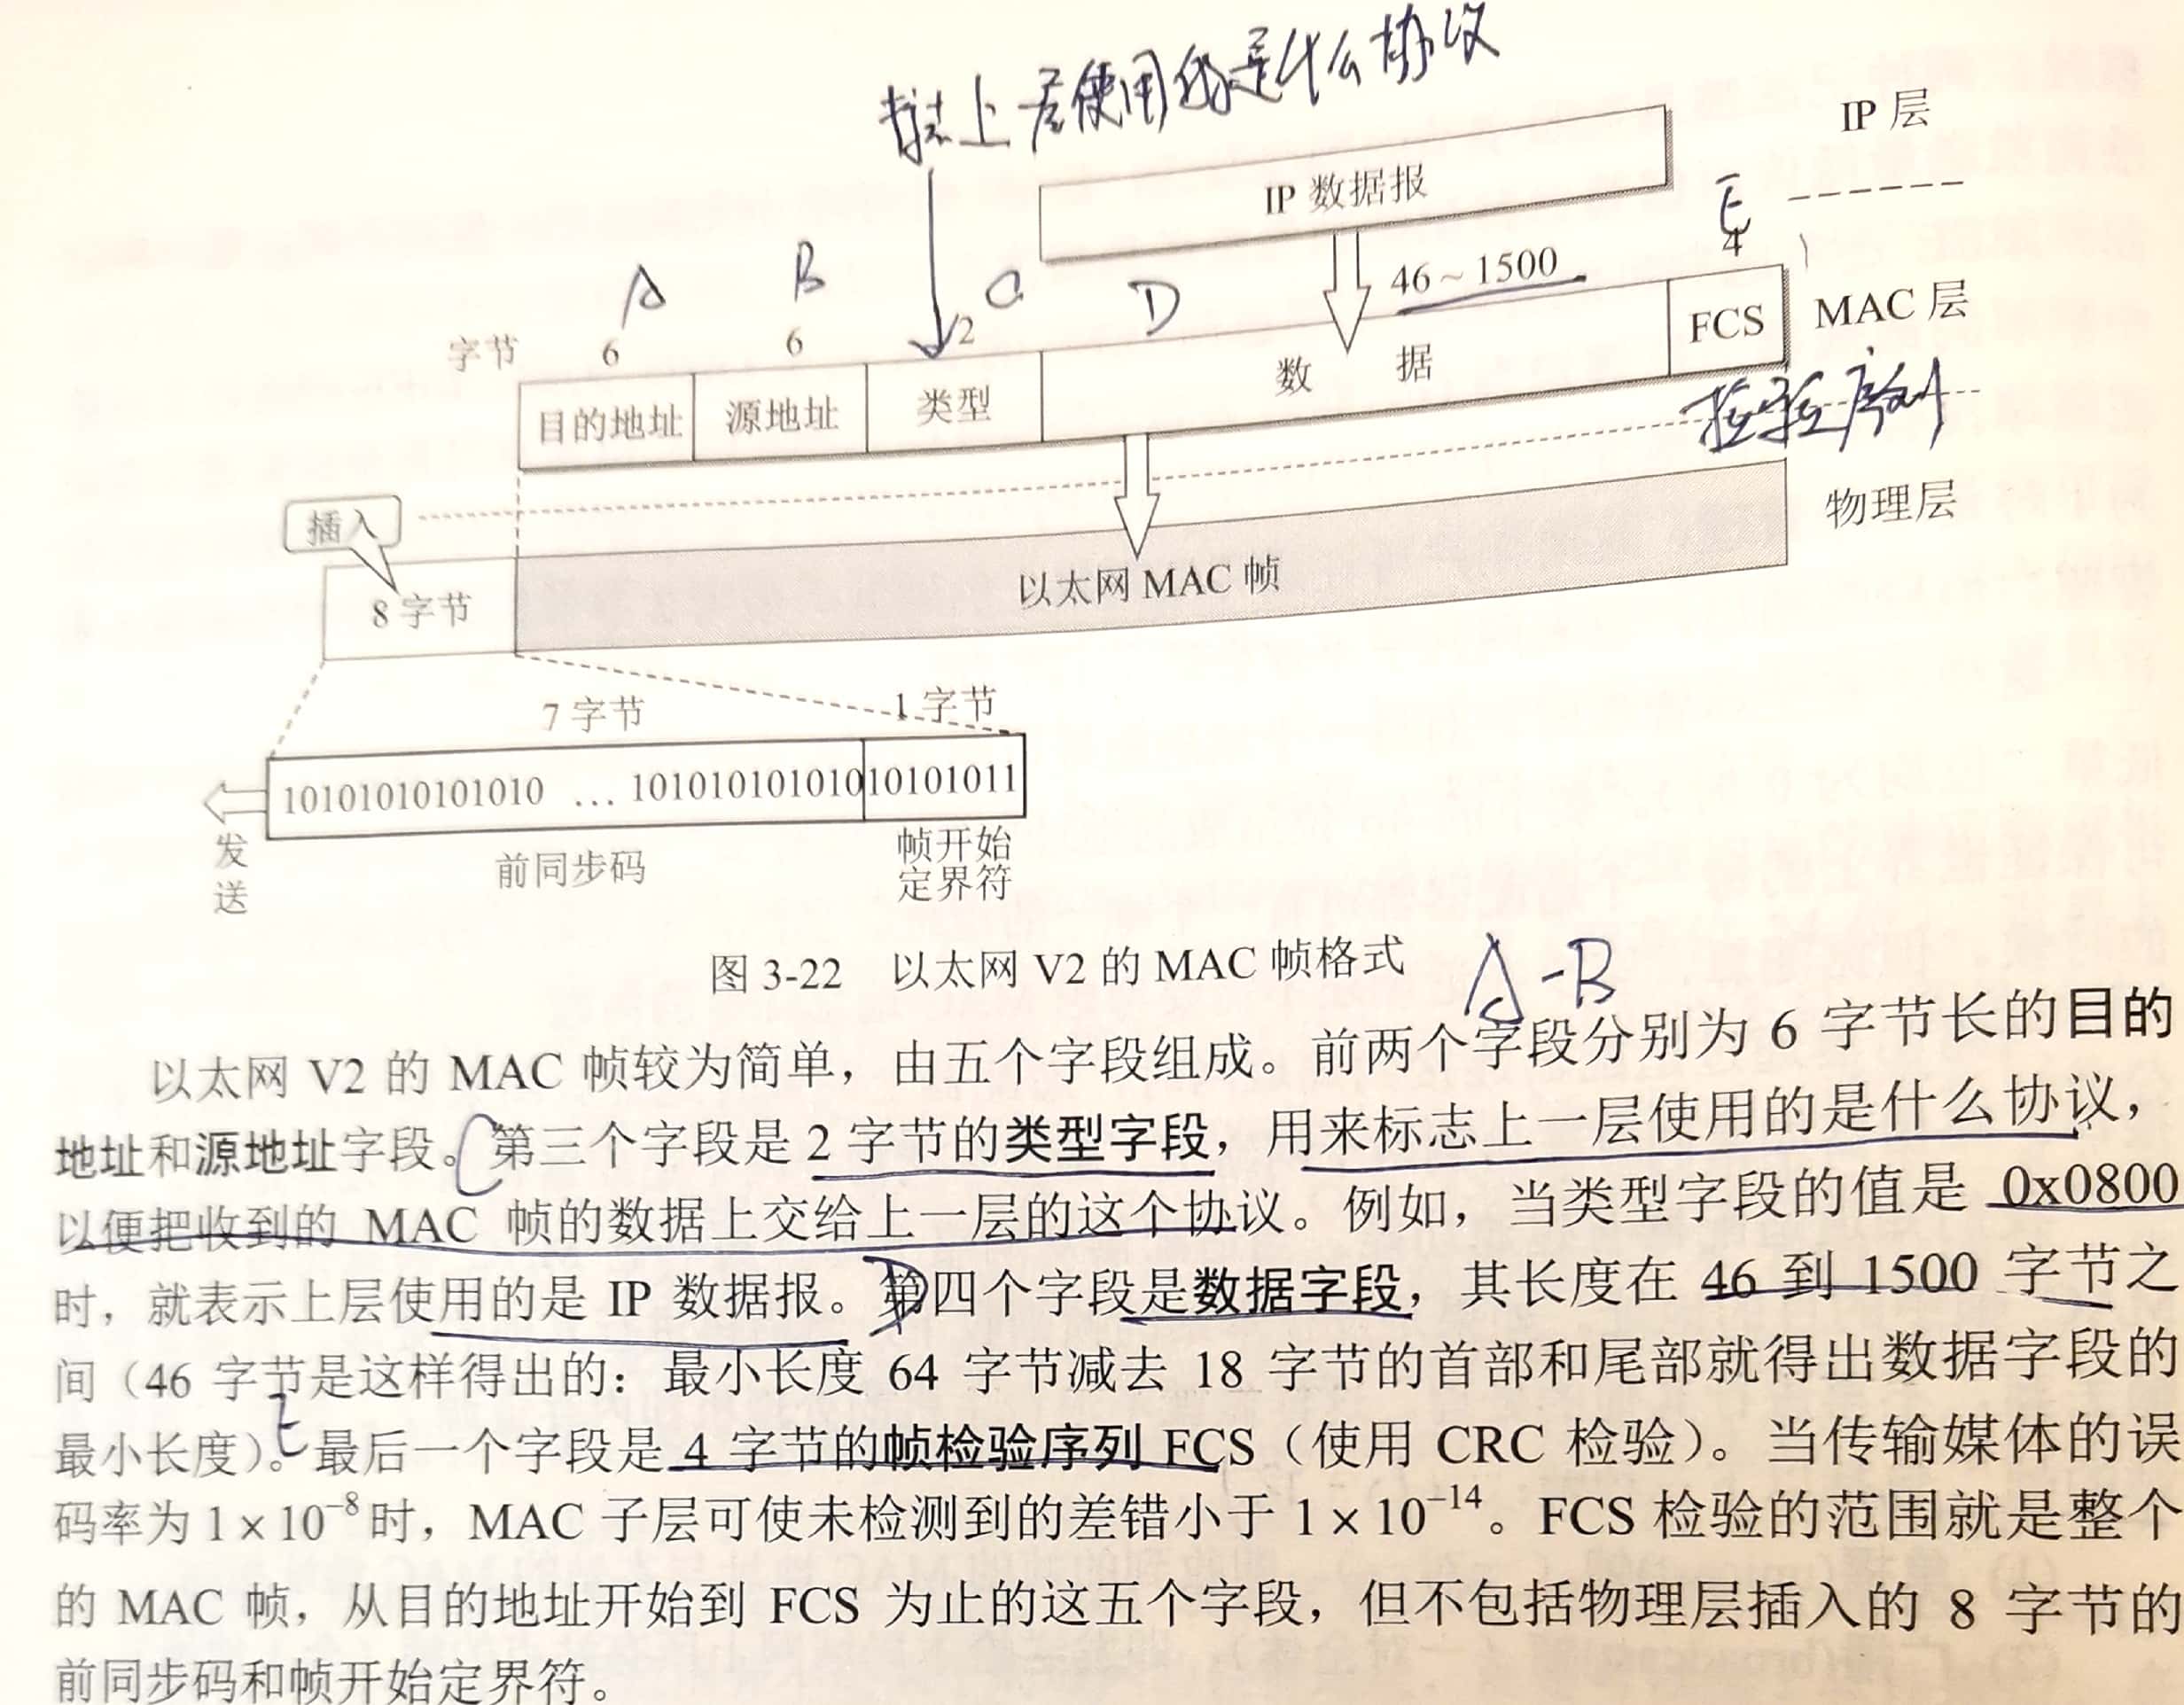 标志上层使用的是什么协议
IP 层
IP 数据报
E
A
B
C
D
46 ~ 1500
4
字节
6
6
2
MAC 层
目的地址
源地址
类型
数 据
FCS
检验序列
插入
物理层
8 字节
以太网 MAC 帧
7 字节
1 字节
10101010101010 … 101010101010
10101011
发送
前同步码
帧开始
定界符
图 3-22 以太网 V2 的 MAC 帧格式
A-B
以太网 V2 的 MAC 帧较为简单，由五个字段组成。前两个字段分别为 6 字节长的目的
地址和源地址字段。C第三个字段是 2 字节的类型字段，用来标志上一层使用的是什么协议，
以便把收到的 MAC 帧的数据上交给上一层的这个协议。例如，当类型字段的值是 0x0800
时，就表示上层使用的是 IP 数据报。D第四个字段是数据字段，其长度在 46 到 1500 字节之
间（46 字节是这样得出的：最小长度 64 字节减去 18 字节的首部和尾部就得出数据字段的
最小长度）。E最后一个字段是 4 字节的帧检验序列 FCS（使用 CRC 检验）。当传输媒体的误
码率为 1 × 10⁻⁸ 时，MAC 子层可使未检测到的差错小于 1 × 10⁻¹⁴。FCS 检验的范围就是整个
的 MAC 帧，从目的地址开始到 FCS 为止的这五个字段，但不包括物理层插入的 8 字节的
前同步码和帧开始定界符。